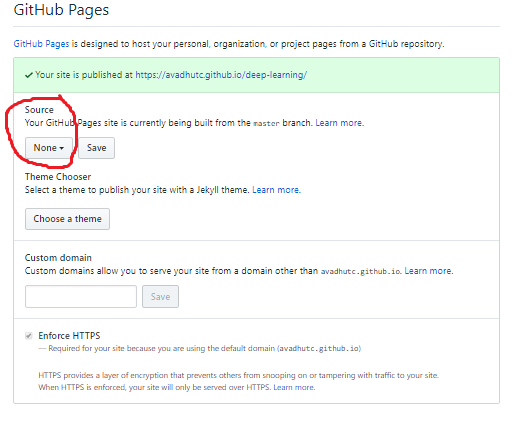 GitHub Pages
GitHub Pages is designed to host your personal, organization, or project pages from a GitHub repository.
✔ Your site is published at https://avadhutc.github.io/deep-learning/
Source
Your GitHub Pages site is currently being built from the master branch. Learn more.
None Save
Theme Chooser
Select a theme to publish your site with a Jekyll theme. Learn more.
Choose a theme
Custom domain
Custom domains allow you to serve your site from a domain other than avadhutc.github.io. Learn more.
Save
Enforce HTTPS
— Required for your site because you are using the default domain (avadhutc.github.io)
HTTPS provides a layer of encryption that prevents others from snooping on or tampering with traffic to your site.
When HTTPS is enforced, your site will only be served over HTTPS. Learn more.